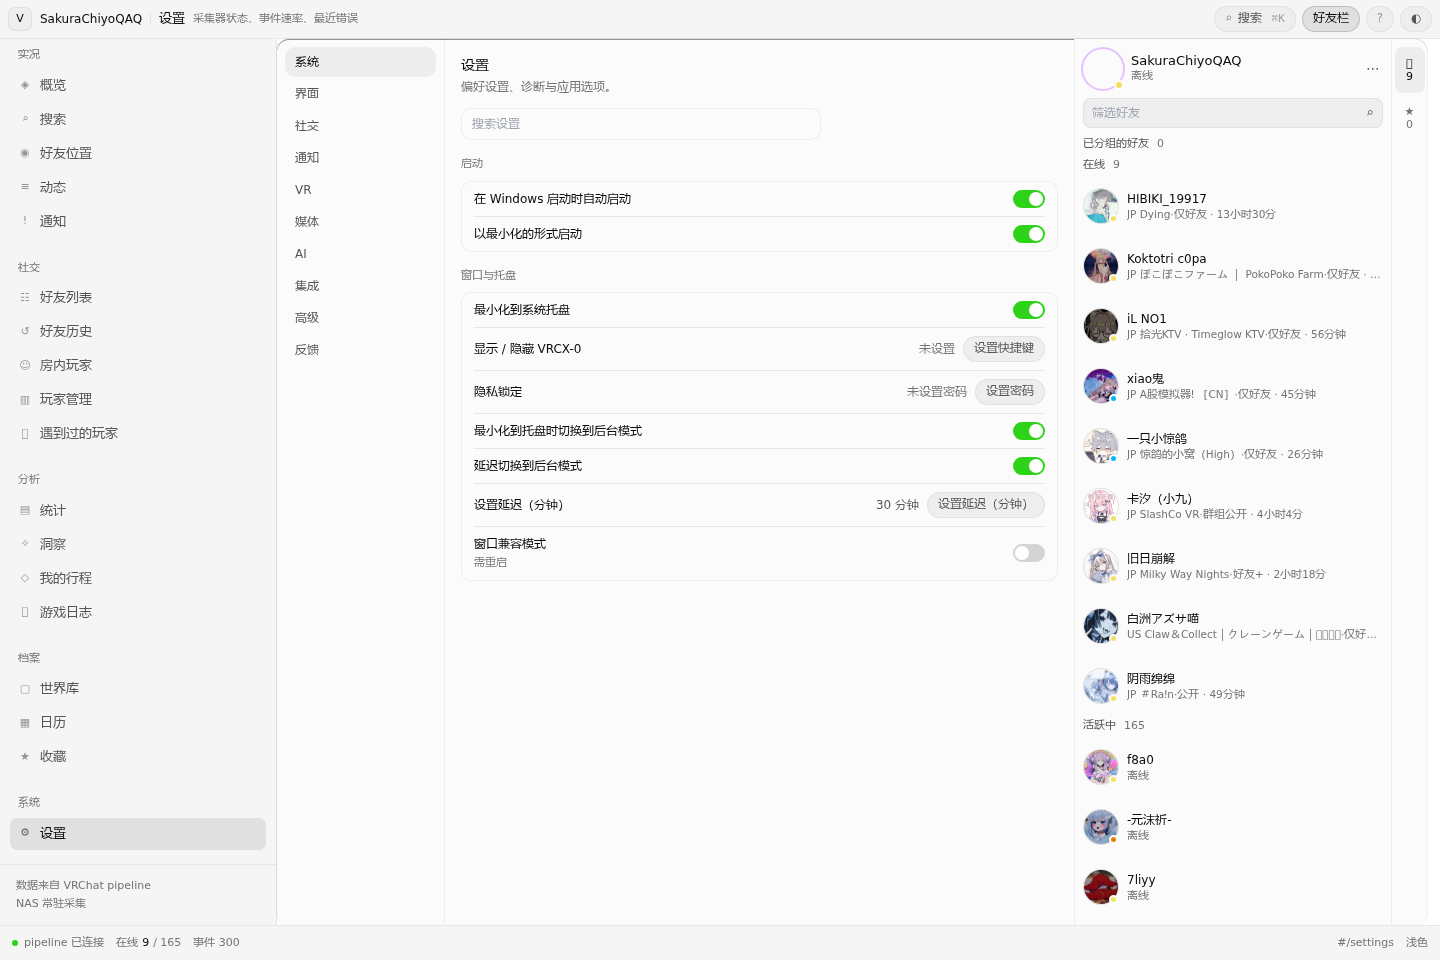 V SakuraChiyoQAQ 设置 采集器状态、事件速率、最近错误
搜索 ⌘K 好友栏 ?
实况
概览
搜索
好友位置
动态
通知
社交
好友列表
好友历史
房内玩家
玩家管理
遇到过的玩家
分析
统计
洞察
我的行程
游戏日志
档案
世界库
日历
收藏
系统
设置
数据来自 VRChat pipeline
NAS 常驻采集
系统
界面
社交
通知
VR
媒体
AI
集成
高级
反馈
设置
偏好设置、诊断与应用选项。
搜索设置
启动
在 Windows 启动时自动启动
以最小化的形式启动
窗口与托盘
最小化到系统托盘
显示 / 隐藏 VRCX-0 未设置 设置快捷键
隐私锁定 未设置密码 设置密码
最小化到托盘时切换到后台模式
延迟切换到后台模式
设置延迟（分钟） 30 分钟 设置延迟（分钟）
窗口兼容模式
需重启
SakuraChiyoQAQ
离线
…
筛选好友
已分组的好友 0
在线 9
HIBIKI_19917
JP Dying·仅好友 · 13小时30分
Koktotri c0pa
JP ぽこぽこファーム ｜ PokoPoko Farm·仅好友 · …
iL NO1
JP 拾光KTV · Timeglow KTV·仅好友 · 56分钟
xiao鬼
JP A股模拟器！［CN］·仅好友 · 45分钟
一只小惊鸽
JP 惊鸽的小窝（High）·仅好友 · 26分钟
卡汐（小九）
JP SlashCo VR·群组公开 · 4小时4分
旧日崩解
JP Milky Way Nights·好友+ · 2小时18分
白洲アズサ喵
US Claw＆Collect｜クレーンゲーム｜·仅好…
阴雨绵绵
JP ＃Ra!n·公开 · 49分钟
活跃中 165
f8a0
离线
-元沫祈-
离线
7liyy
离线
9
★
0
pipeline 已连接 在线 9 / 165 事件 300
#/settings 浅色